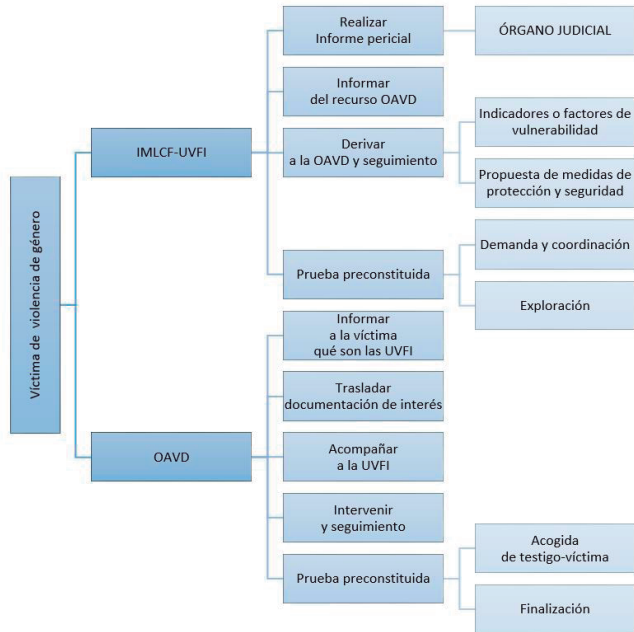 Víctima de violencia de género
IMLCF-UVFI
Realizar
Informe pericial
ÓRGANO JUDICIAL
Informar
del recurso OAVD
Derivar
a la OAVD y seguimiento
Indicadores o factores de
vulnerabilidad
Propuesta de medidas de
protección y seguridad
Prueba preconstituida
Demanda y coordinación
Exploración
OAVD
Informar
a la víctima
qué son las UVFI
Trasladar
documentación de interés
Acompañar
a la UVFI
Intervenir
y seguimiento
Prueba preconstituida
Acogida
de testigo-víctima
Finalización